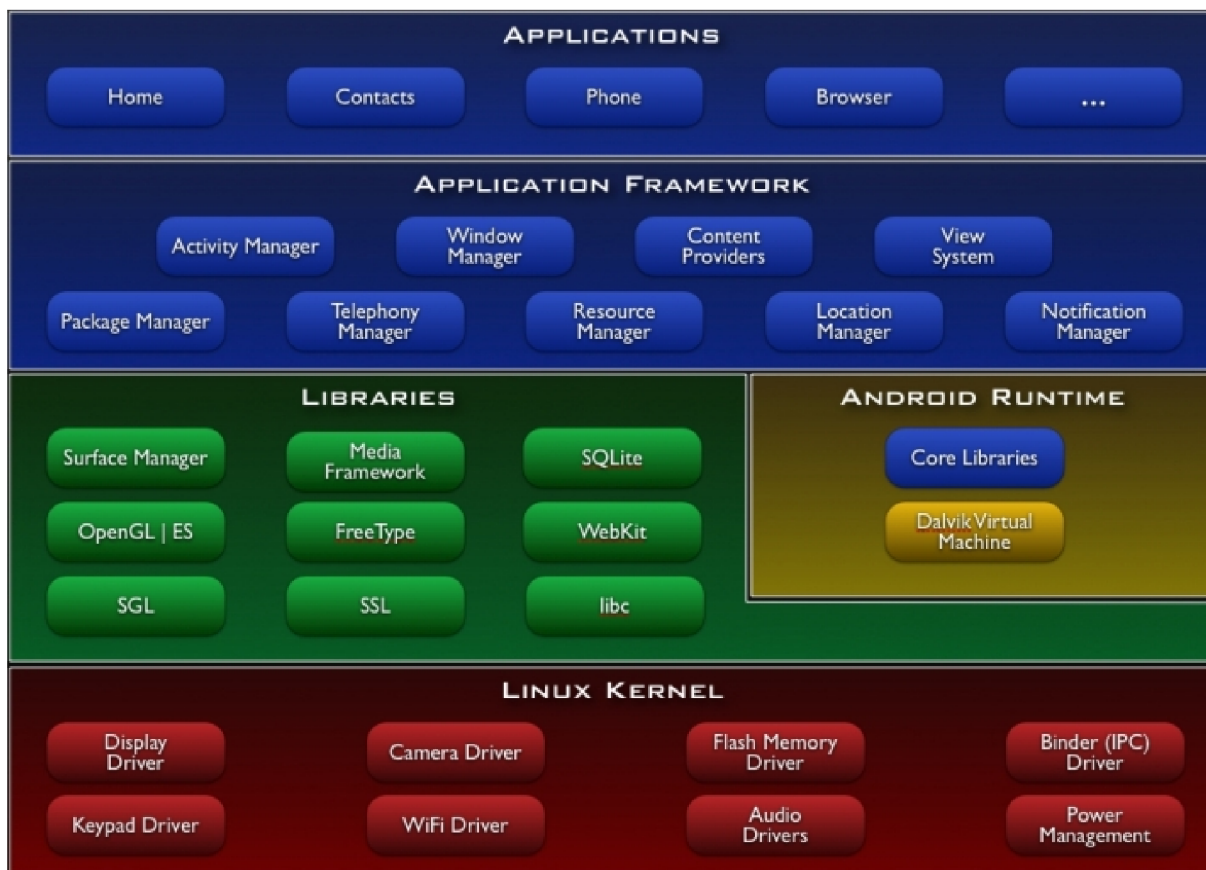 APPLICATIONS
Home
Contacts
Phone
Browser
...
APPLICATION FRAMEWORK
Activity Manager
Window
Manager
Content
Providers
View
System
Package Manager
Telephony
Manager
Resource
Manager
Location
Manager
Notification
Manager
LIBRARIES
Surface Manager
Media
Framework
SQLite
OpenGL | ES
FreeType
WebKit
SGL
SSL
libc
ANDROID RUNTIME
Core Libraries
Dalvik Virtual
Machine
LINUX KERNEL
Display
Driver
Camera Driver
Flash Memory
Driver
Binder (IPC)
Driver
Keypad Driver
WiFi Driver
Audio
Drivers
Power
Management